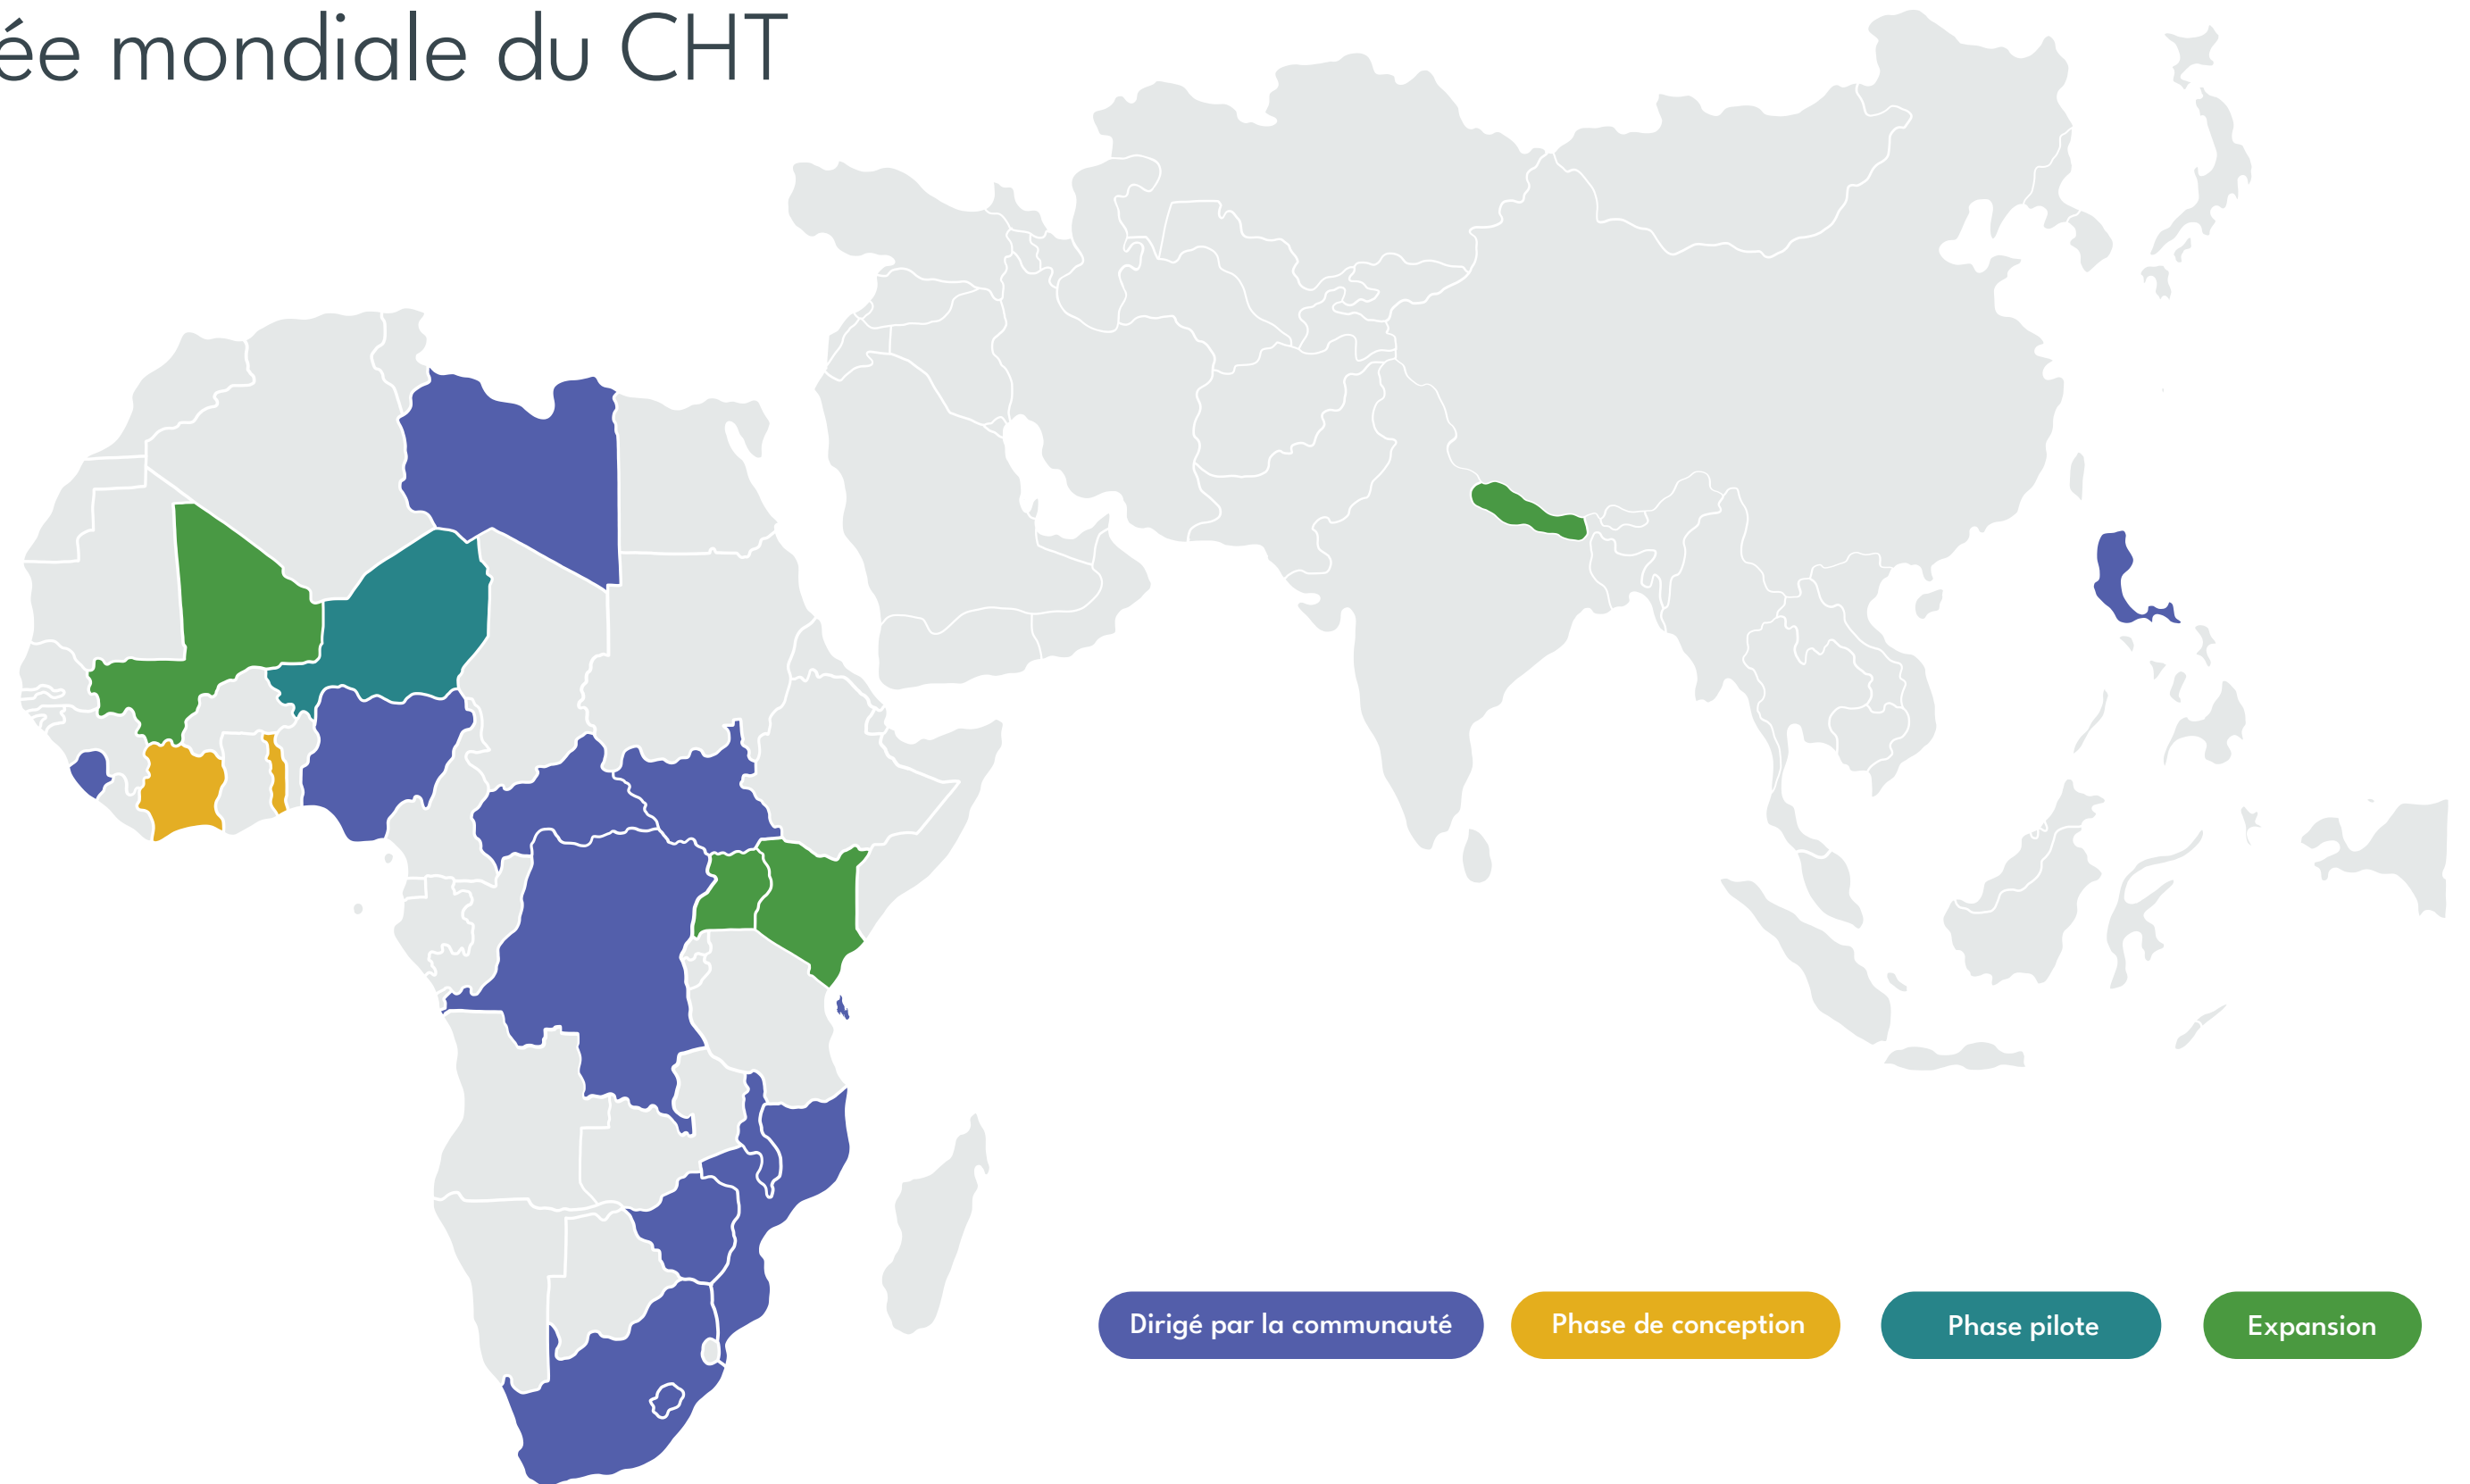 ée mondiale du CHT
Dirigé par la communauté
Phase de conception
Phase pilote
Expansion